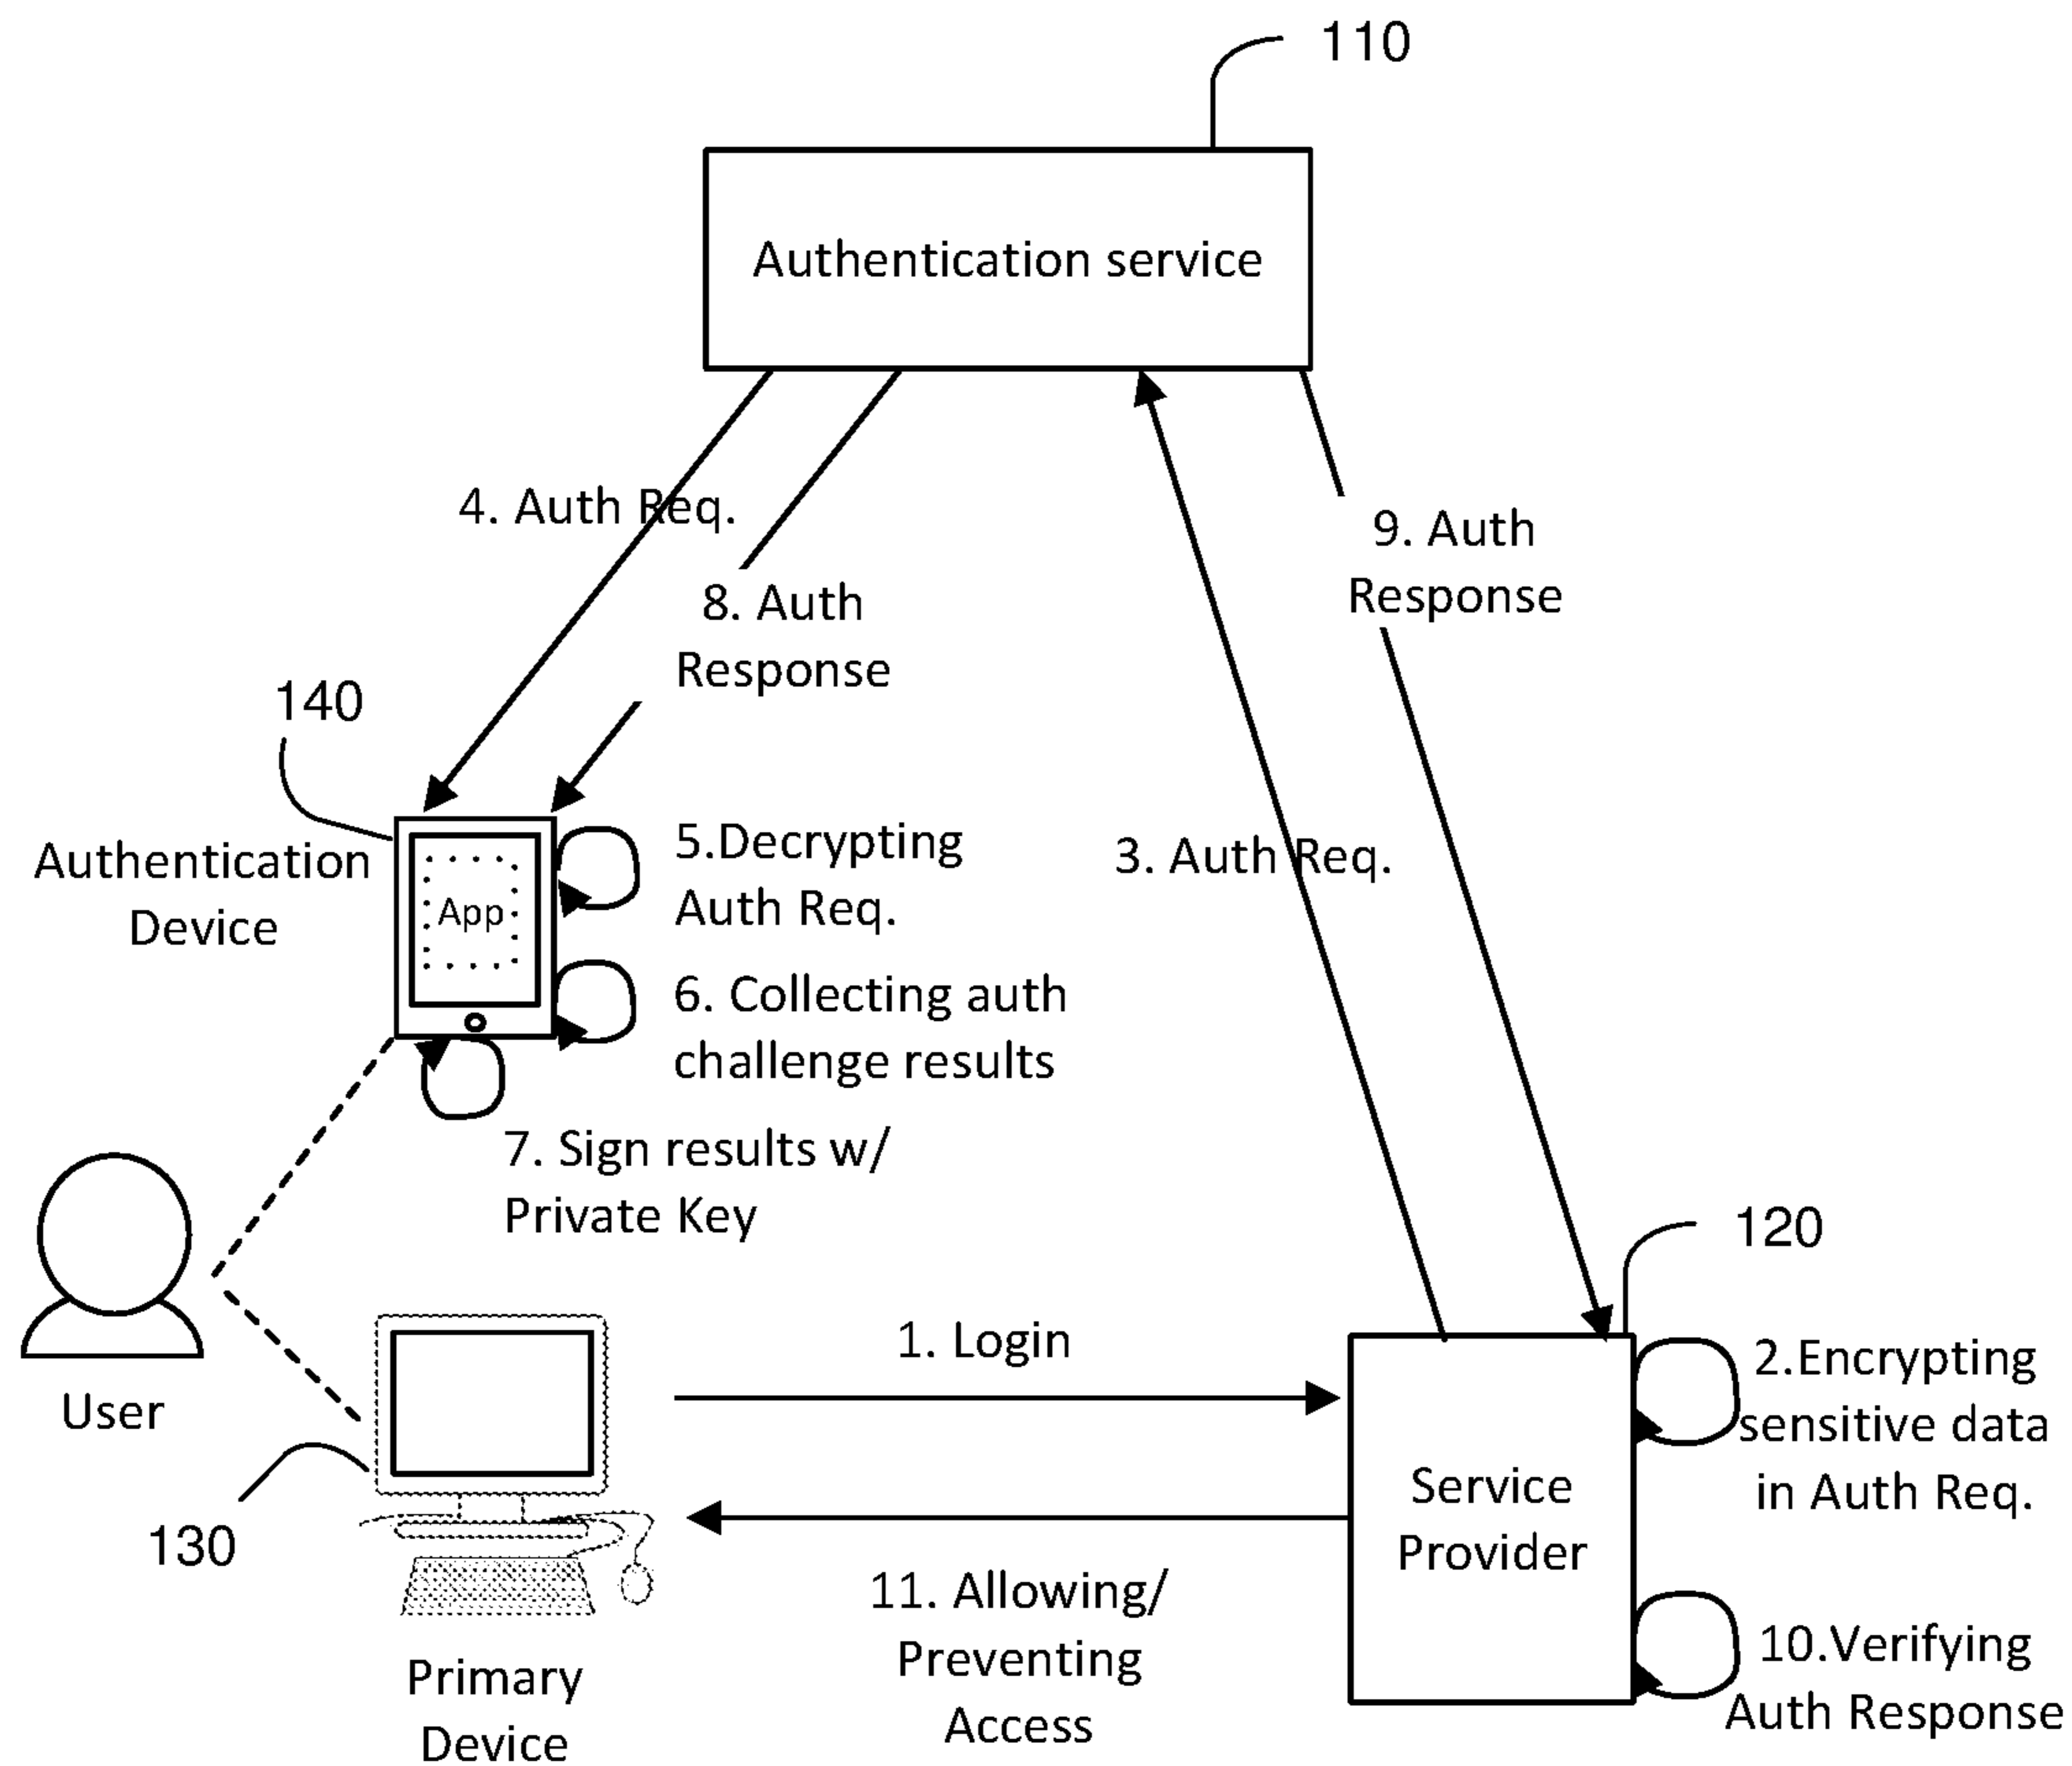 110
Authentication service
4. Auth Req.
9. Auth
Response
8. Auth
Response
140
Authentication
Device
App
5.Decrypting
Auth Req.
3. Auth Req.
6. Collecting auth
challenge results
7. Sign results w/
Private Key
120
User
1. Login
2.Encrypting
sensitive data
in Auth Req.
Service
Provider
130
11. Allowing/
Preventing
Access
10.Verifying
Auth Response
Primary
Device